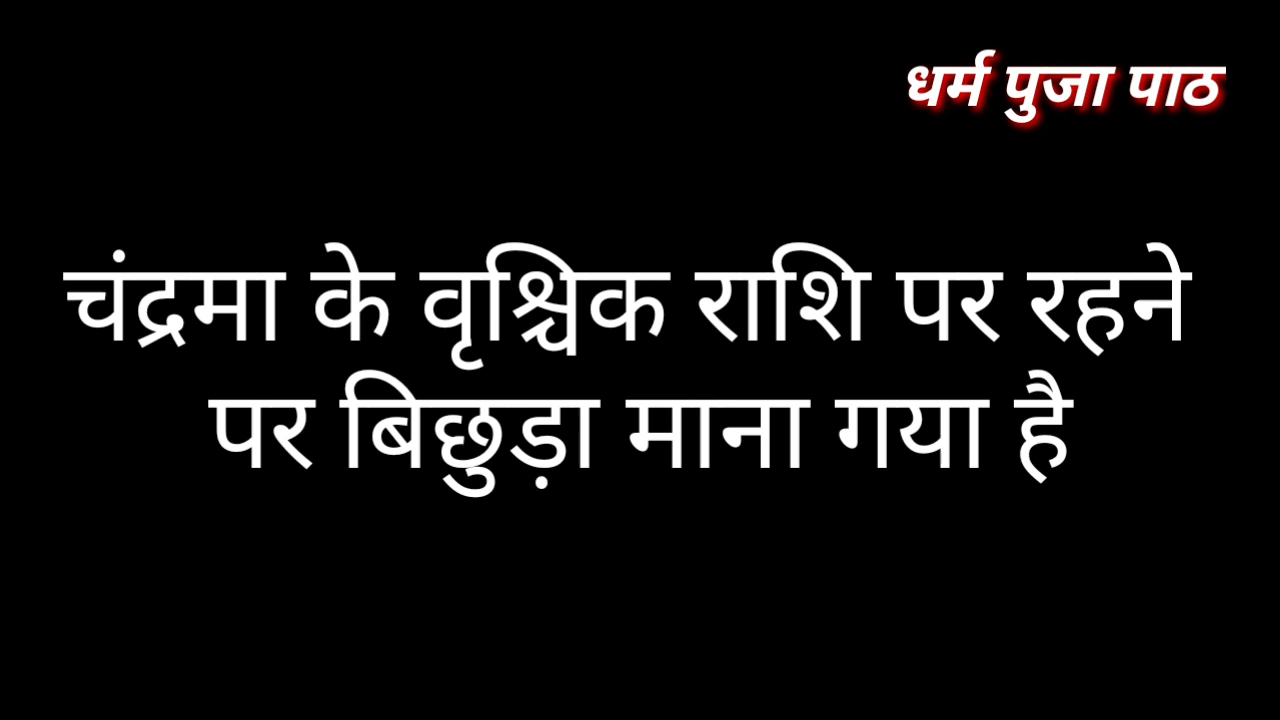 धर्म पुजा पाठ
चंद्रमा के वृश्चिक राशि पर रहने
पर बिछुड़ा माना गया है